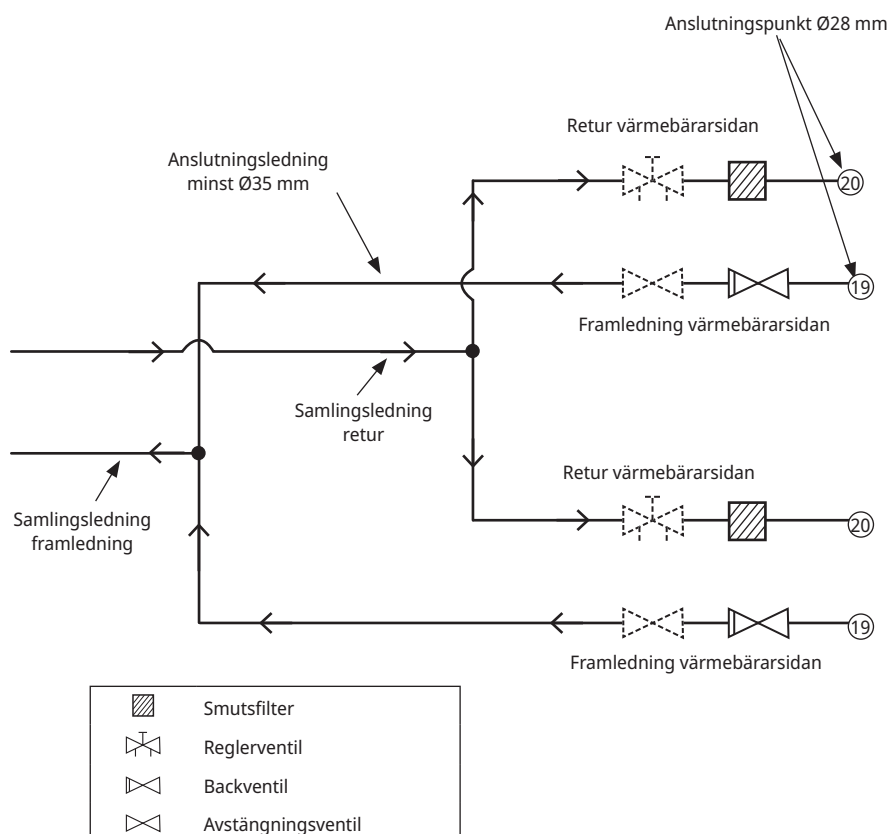 Anslutningspunkt Ø28 mm
Retur värmebärarsidan
Anslutningsledning
minst Ø35 mm
20
19
Framledning värmebärarsidan
Samlingsledning
retur
Retur värmebärarsidan
Samlingsledning
framledning
20
19
Framledning värmebärarsidan
Smutsfilter
Reglerventil
Backventil
Avstängningsventil